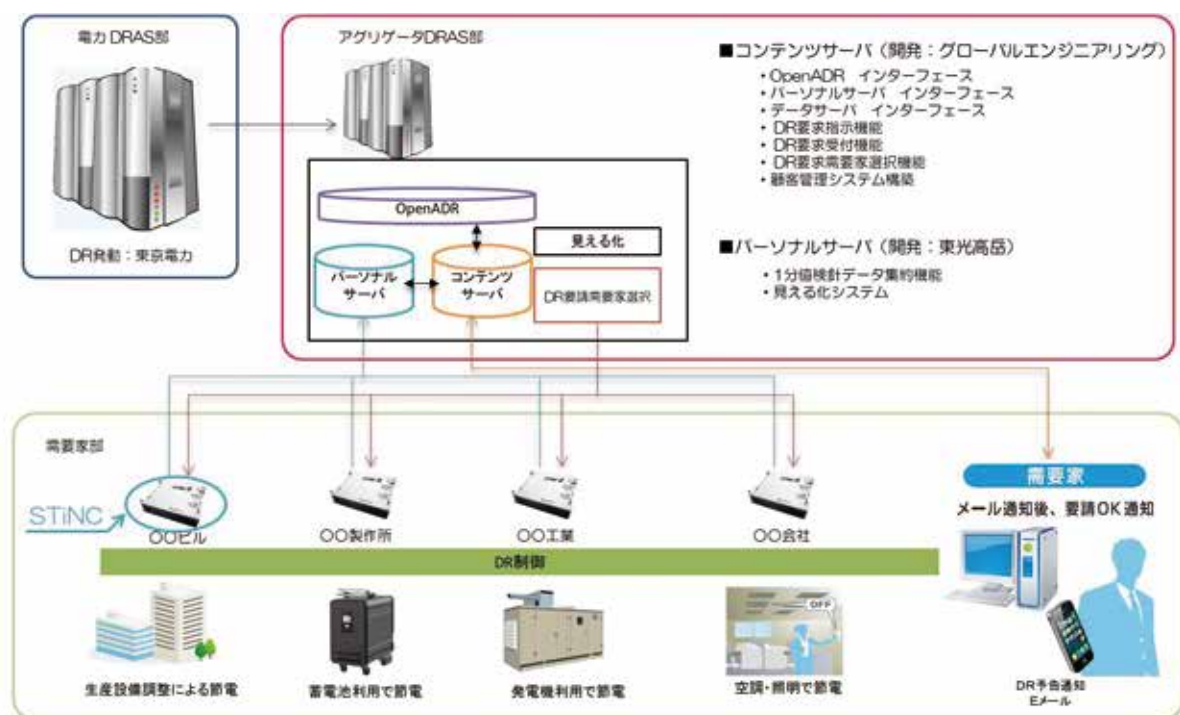 電力 DRAS部
DR発動：東京電力
アグリゲータDRAS部
OpenADR
見える化
パーソナル
サーバ
コンテンツ
サーバ
DR要請需要家選択
■コンテンツサーバ（開発：グローバルエンジニアリング）
・OpenADR インターフェース
・パーソナルサーバ インターフェース
・データサーバ インターフェース
・DR要求指示機能
・DR要求受付機能
・DR要求需要家選択機能
・顧客管理システム構築
■パーソナルサーバ（開発：東光高岳）
・1分値検針データ集約機能
・見える化システム
需要家部
STiNC
〇〇ビル
〇〇製作所
〇〇工業
〇〇会社
DR制御
生産設備調整による節電
蓄電池利用で節電
発電機利用で節電
OFF
空調・照明で節電
需要家
メール通知後、要請OK通知
DR予告通知
Eメール